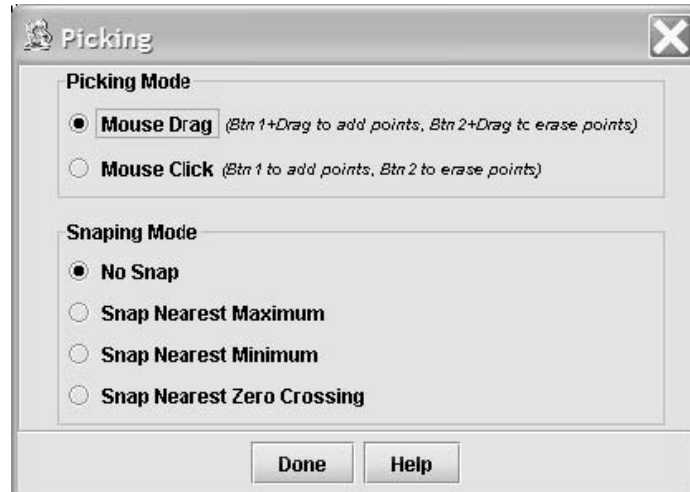 Picking
Picking Mode
Mouse Drag (Btn 1+Drag to add points, Btn 2+Drag to erase points)
Mouse Click (Btn 1 to add points, Btn 2 to erase points)
Snaping Mode
No Snap
Snap Nearest Maximum
Snap Nearest Minimum
Snap Nearest Zero Crossing
Done Help